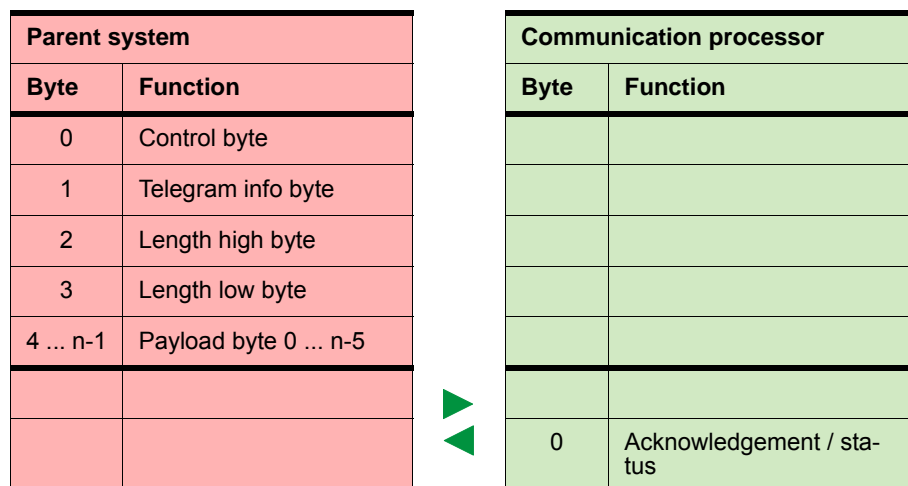 Parent system
Communication processor
Byte Function
Byte Function
0 Control byte
1 Telegram info byte
2 Length high byte
3 Length low byte
4 ... n-1 Payload byte 0 ... n-5
0 Acknowledgement / sta-
tus